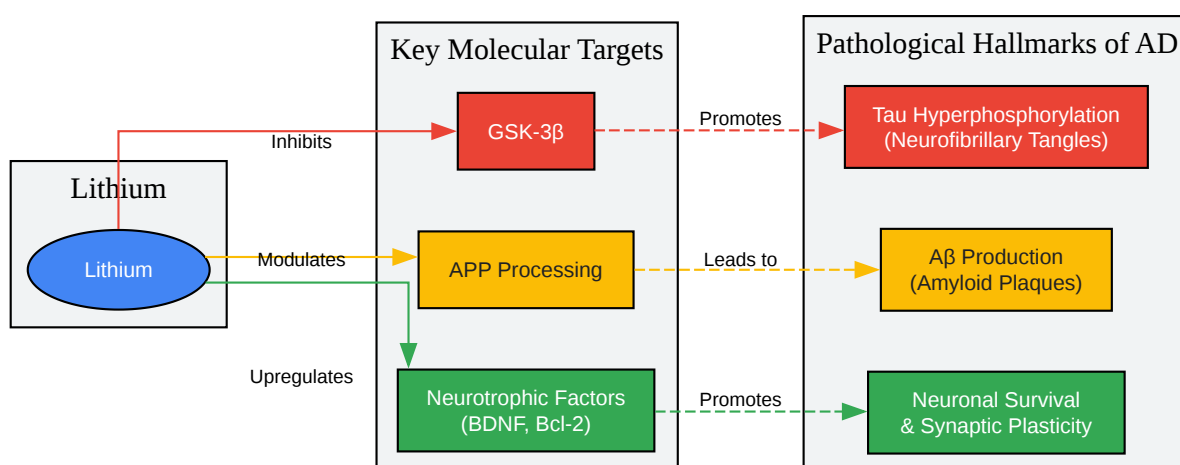 Key Molecular Targets
Pathological Hallmarks of AD
GSK-3β
Promotes
Tau Hyperphosphorylation
(Neurofibrillary Tangles)
Inhibits
Lithium
Lithium
Modulates
APP Processing
Leads to
Aβ Production
(Amyloid Plaques)
Upregulates
Neurotrophic Factors
(BDNF, Bcl-2)
Promotes
Neuronal Survival
& Synaptic Plasticity